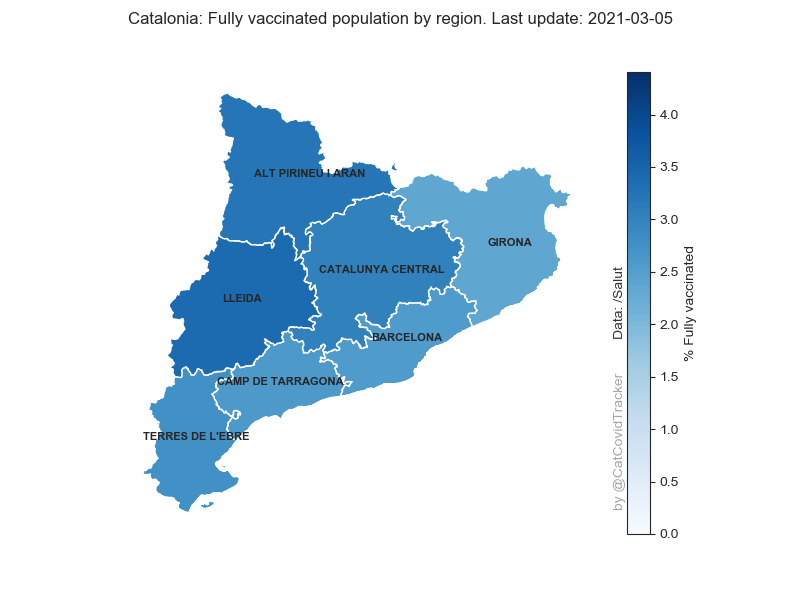 Catalonia: Fully vaccinated population by region. Last update: 2021-03-05
ALT PIRINEU I ARAN
GIRONA
CATALUNYA CENTRAL
LLEIDA
BARCELONA
CAMP DE TARRAGONA
TERRES DE L'EBRE
4.0
3.5
3.0
2.5
2.0
1.5
1.0
0.5
0.0
% Fully vaccinated
by @CatCovidTracker
Data: /Salut